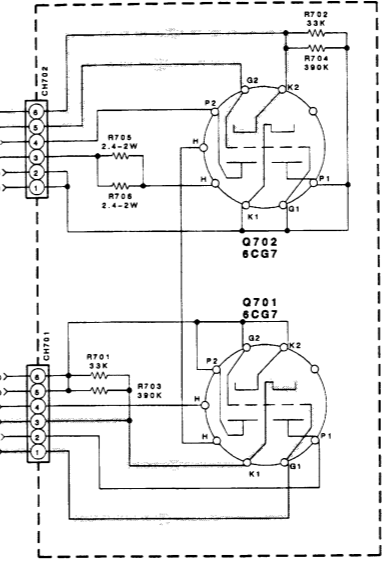 R702
33K
R704
390K
CH702
G2
K2
P2
6
5
4
3
2
1
R705
2.4-2W
H
R706
2.4-2W
H
P1
K1
G1
Q702
6CG7
Q701
6CG7
CH701
G2
K2
R701
33K
P2
6
5
4
3
2
1
R703
390K
H
H
P1
K1
G1